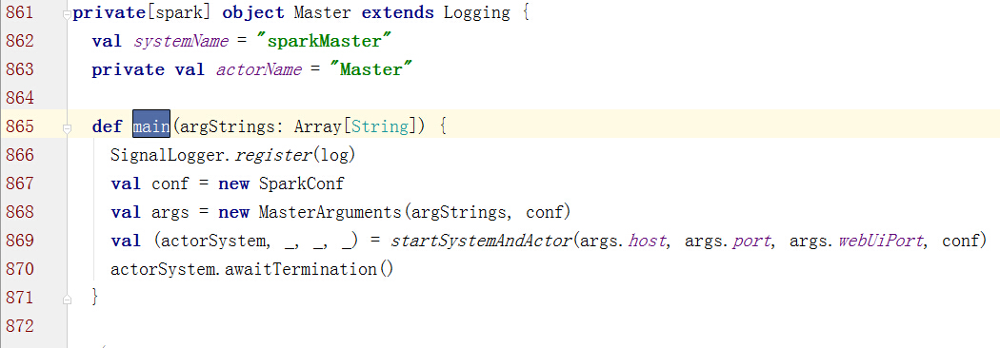 861 private[spark] object Master extends Logging {
862   val systemName = "sparkMaster"
863   private val actorName = "Master"
864
865   def main(argStrings: Array[String]) {
866     SignalLogger.register(log)
867     val conf = new SparkConf
868     val args = new MasterArguments(argStrings, conf)
869     val (actorSystem, _, _, _) = startSystemAndActor(args.host, args.port, args.webUiPort, conf)
870     actorSystem.awaitTermination()
871   }
872